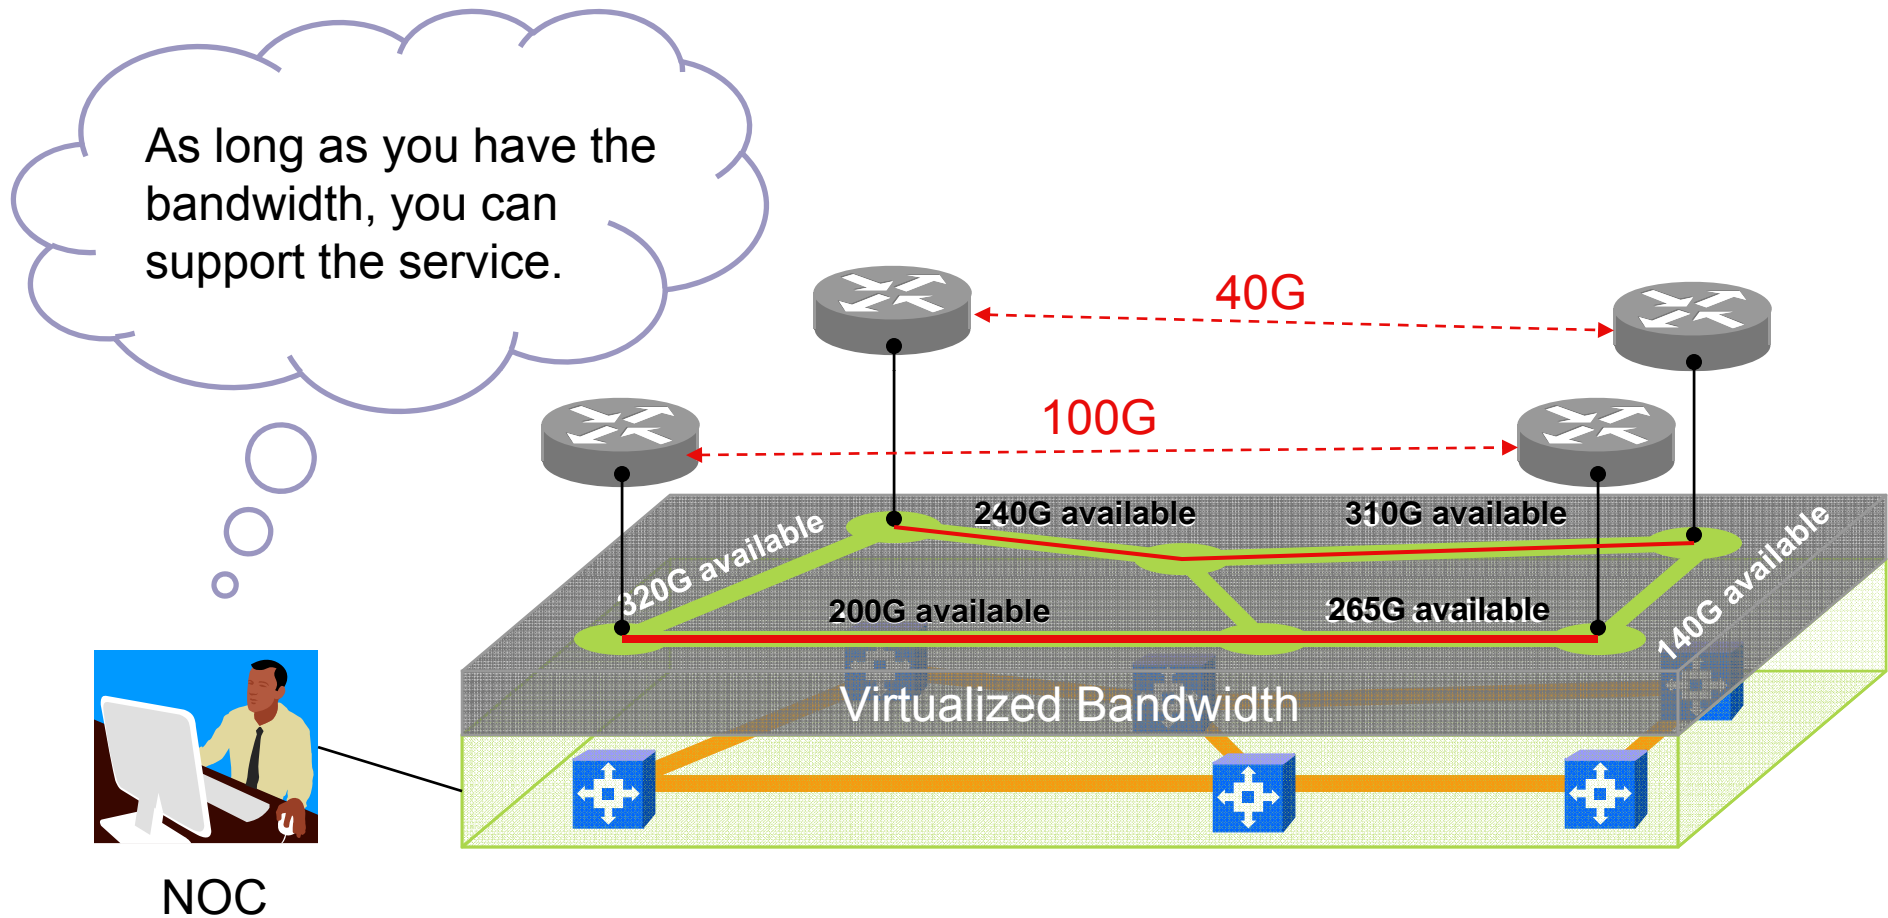 As long as you have the
bandwidth, you can
support the service.
40G
100G
240G available
310G available
320G available
200G available
265G available
140G available
Virtualized Bandwidth
NOC